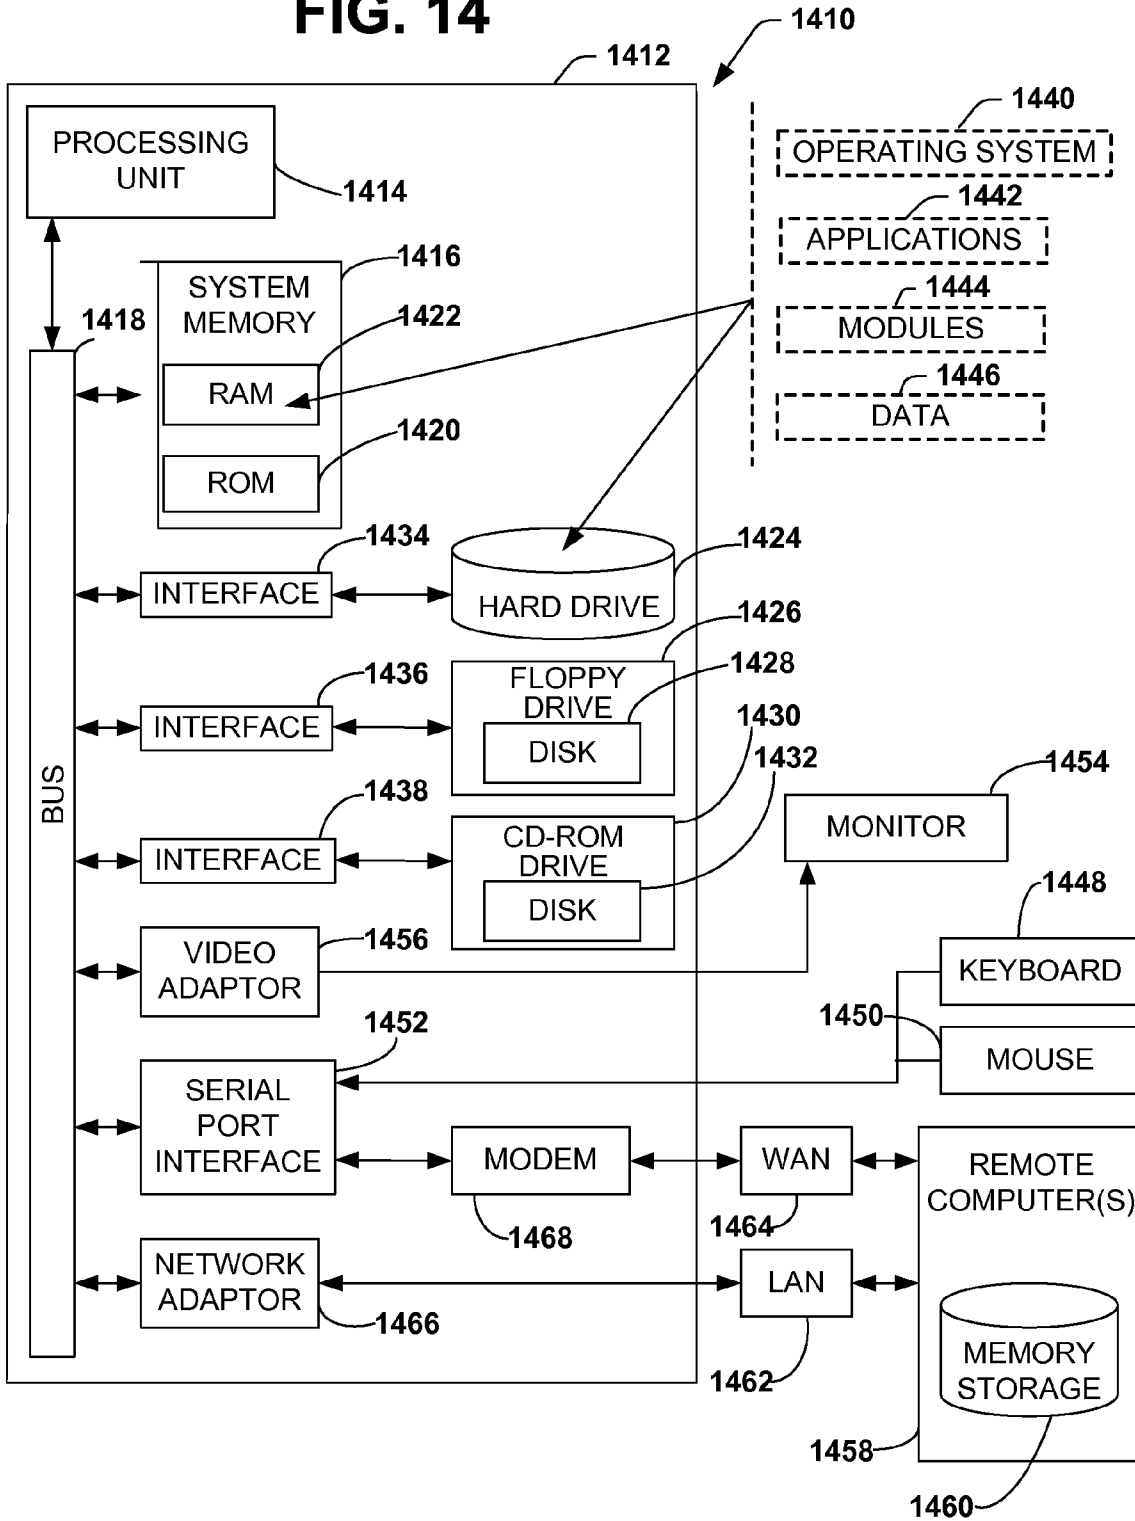 FIG. 14
1410
1412
1440
OPERATING SYSTEM
1442
APPLICATIONS
1444
MODULES
1446
DATA
PROCESSING
UNIT
1414
1416
SYSTEM
MEMORY
1418
1422
RAM
1420
ROM
1434
INTERFACE
1424
HARD DRIVE
1426
1436
INTERFACE
FLOPPY
DRIVE
1428
DISK
1430
1432
1438
INTERFACE
CD-ROM
DRIVE
DISK
BUS
1454
MONITOR
1456
VIDEO
ADAPTOR
1448
KEYBOARD
1450
MOUSE
1452
SERIAL
PORT
INTERFACE
MODEM
1468
WAN
1464
REMOTE
COMPUTER(S)
NETWORK
ADAPTOR
1466
LAN
1462
MEMORY
STORAGE
1458
1460